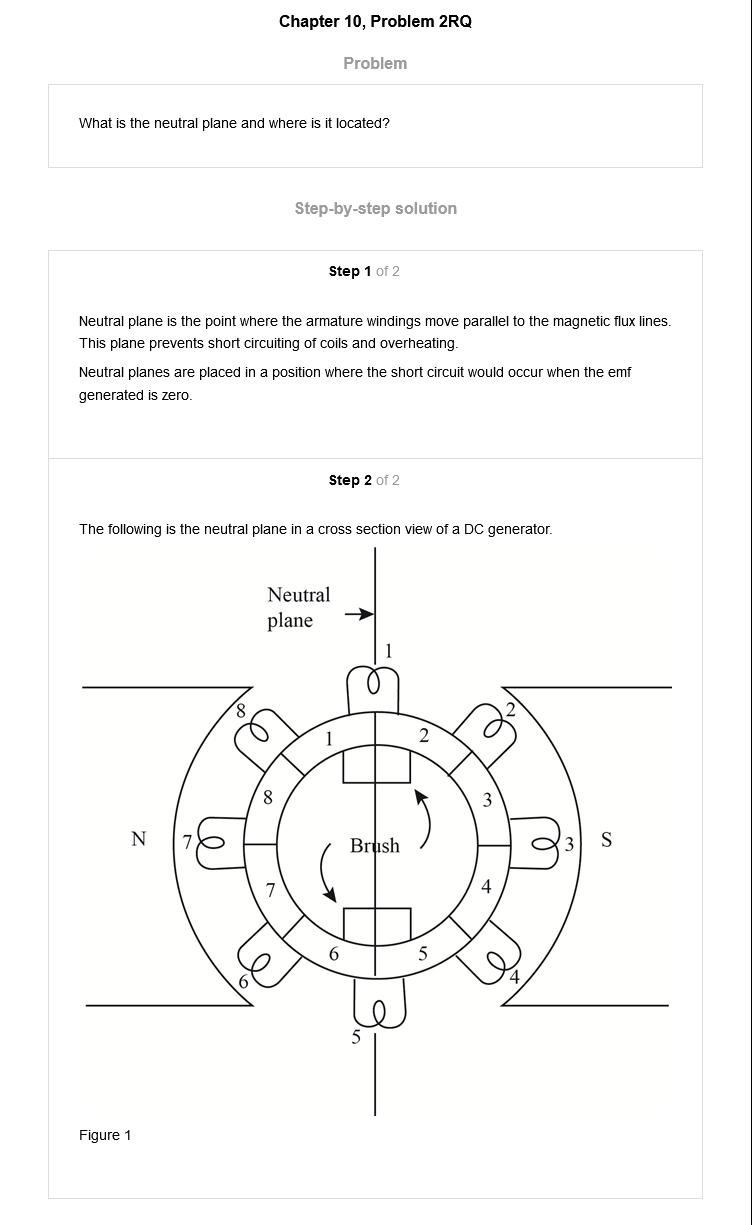 Chapter 10, Problem 2RQ
Problem
What is the neutral plane and where is it located?
Step-by-step solution
Step 1 of 2
Neutral plane is the point where the armature windings move parallel to the magnetic flux lines.
This plane prevents short circuiting of coils and overheating.
Neutral planes are placed in a position where the short circuit would occur when the emf
generated is zero.
Step 2 of 2
The following is the neutral plane in a cross section view of a DC generator.
Neutral
plane
1
8
2
1
2
8
3
N
7
Brush
3
S
7
4
6
5
6
4
5
Figure 1